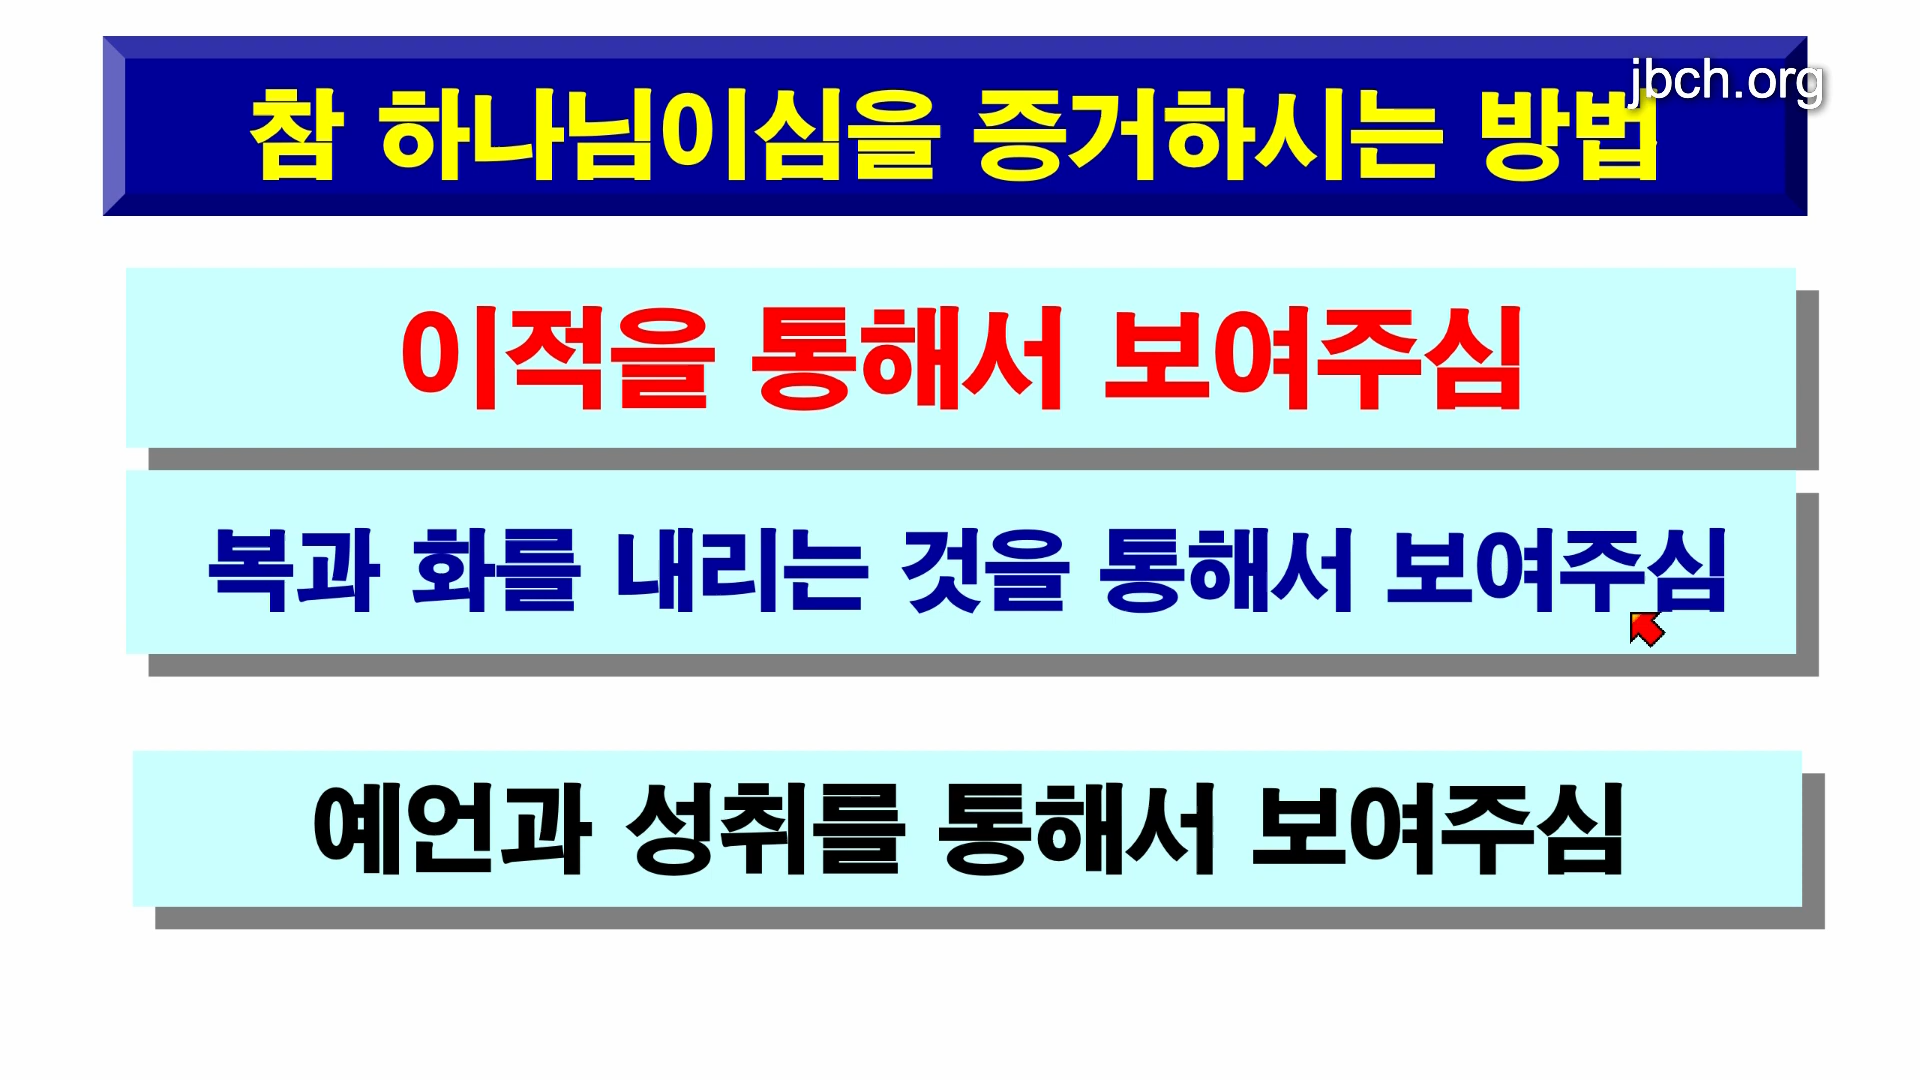 jbch.org
참 하나님이심을 증거하시는 방법
이적을 통해서 보여주심
복과 화를 내리는 것을 통해서 보여주심
예언과 성취를 통해서 보여주심